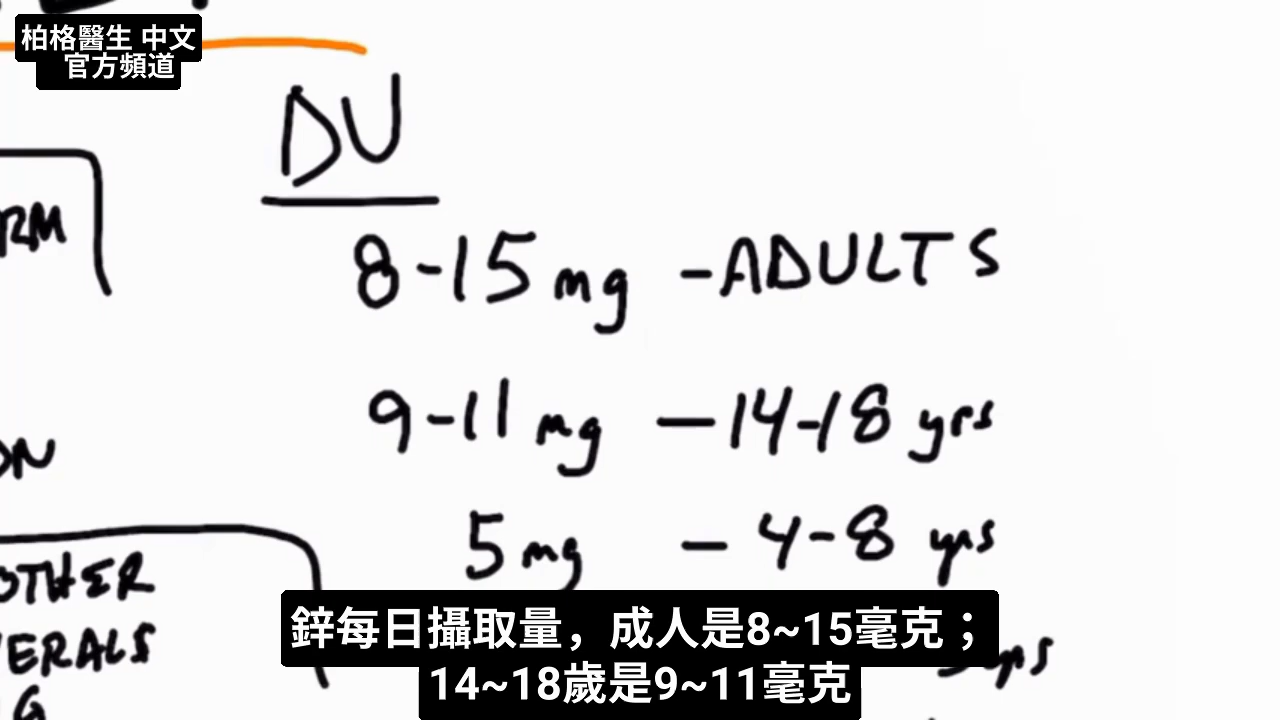 柏格醫生 中文
官方頻道
DU
8-15 mg - ADULTS
9-11 mg - 14-18 yrs
5 mg - 4-8 yrs
OTHER
鋅每日攝取量，成人是8~15毫克；
14~18歲是9~11毫克